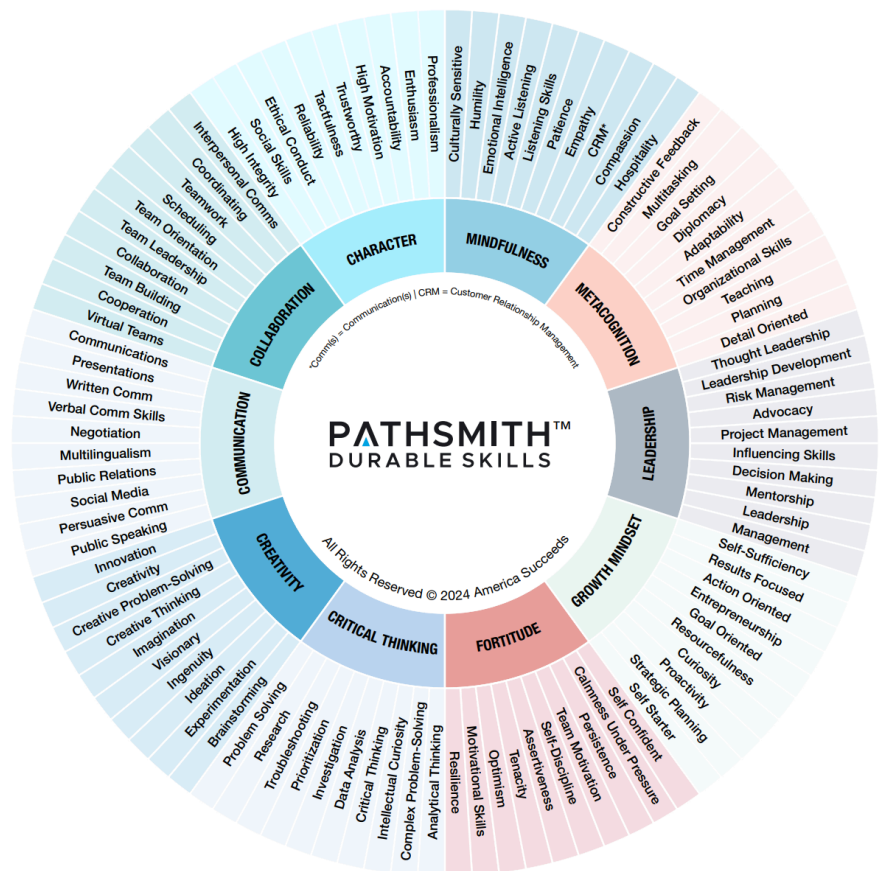 PATHSMITH™
DURABLE SKILLS
*Comm(s) = Communication(s) | CRM = Customer Relationship Management
All Rights Reserved © 2024 America Succeeds
MINDFULNESS
Culturally Sensitive
Humility
Emotional Intelligence
Active Listening
Listening Skills
Patience
Empathy
CRM*
Compassion
Hospitality
METACOGNITION
Constructive Feedback
Multitasking
Goal Setting
Diplomacy
Adaptability
Time Management
Organizational Skills
Teaching
Planning
Detail Oriented
LEADERSHIP
Thought Leadership
Leadership Development
Risk Management
Advocacy
Project Management
Influencing Skills
Decision Making
Mentorship
Leadership
Management
GROWTH MINDSET
Self-Sufficiency
Results Focused
Action Oriented
Entrepreneurship
Goal Oriented
Resourcefulness
Curiosity
Proactivity
Strategic Planning
Self Starter
FORTITUDE
Self Confident
Calmness Under Pressure
Persistence
Team Motivation
Self-Discipline
Assertiveness
Tenacity
Optimism
Motivational Skills
Resilience
CRITICAL THINKING
Analytical Thinking
Complex Problem-Solving
Intellectual Curiosity
Critical Thinking
Data Analysis
Investigation
Prioritization
Troubleshooting
Research
Problem Solving
CREATIVITY
Brainstorming
Experimentation
Ideation
Ingenuity
Visionary
Imagination
Creative Thinking
Creative Problem-Solving
Creativity
Innovation
COMMUNICATION
Public Speaking
Persuasive Comm
Social Media
Public Relations
Multilingualism
Negotiation
Verbal Comm Skills
Written Comm
Presentations
Communications
COLLABORATION
Virtual Teams
Cooperation
Team Building
Collaboration
Team Leadership
Team Orientation
Scheduling
Teamwork
Coordinating
Interpersonal Comms
CHARACTER
High Integrity
Social Skills
Ethical Conduct
Reliability
Tactfulness
Trustworthy
High Motivation
Accountability
Enthusiasm
Professionalism